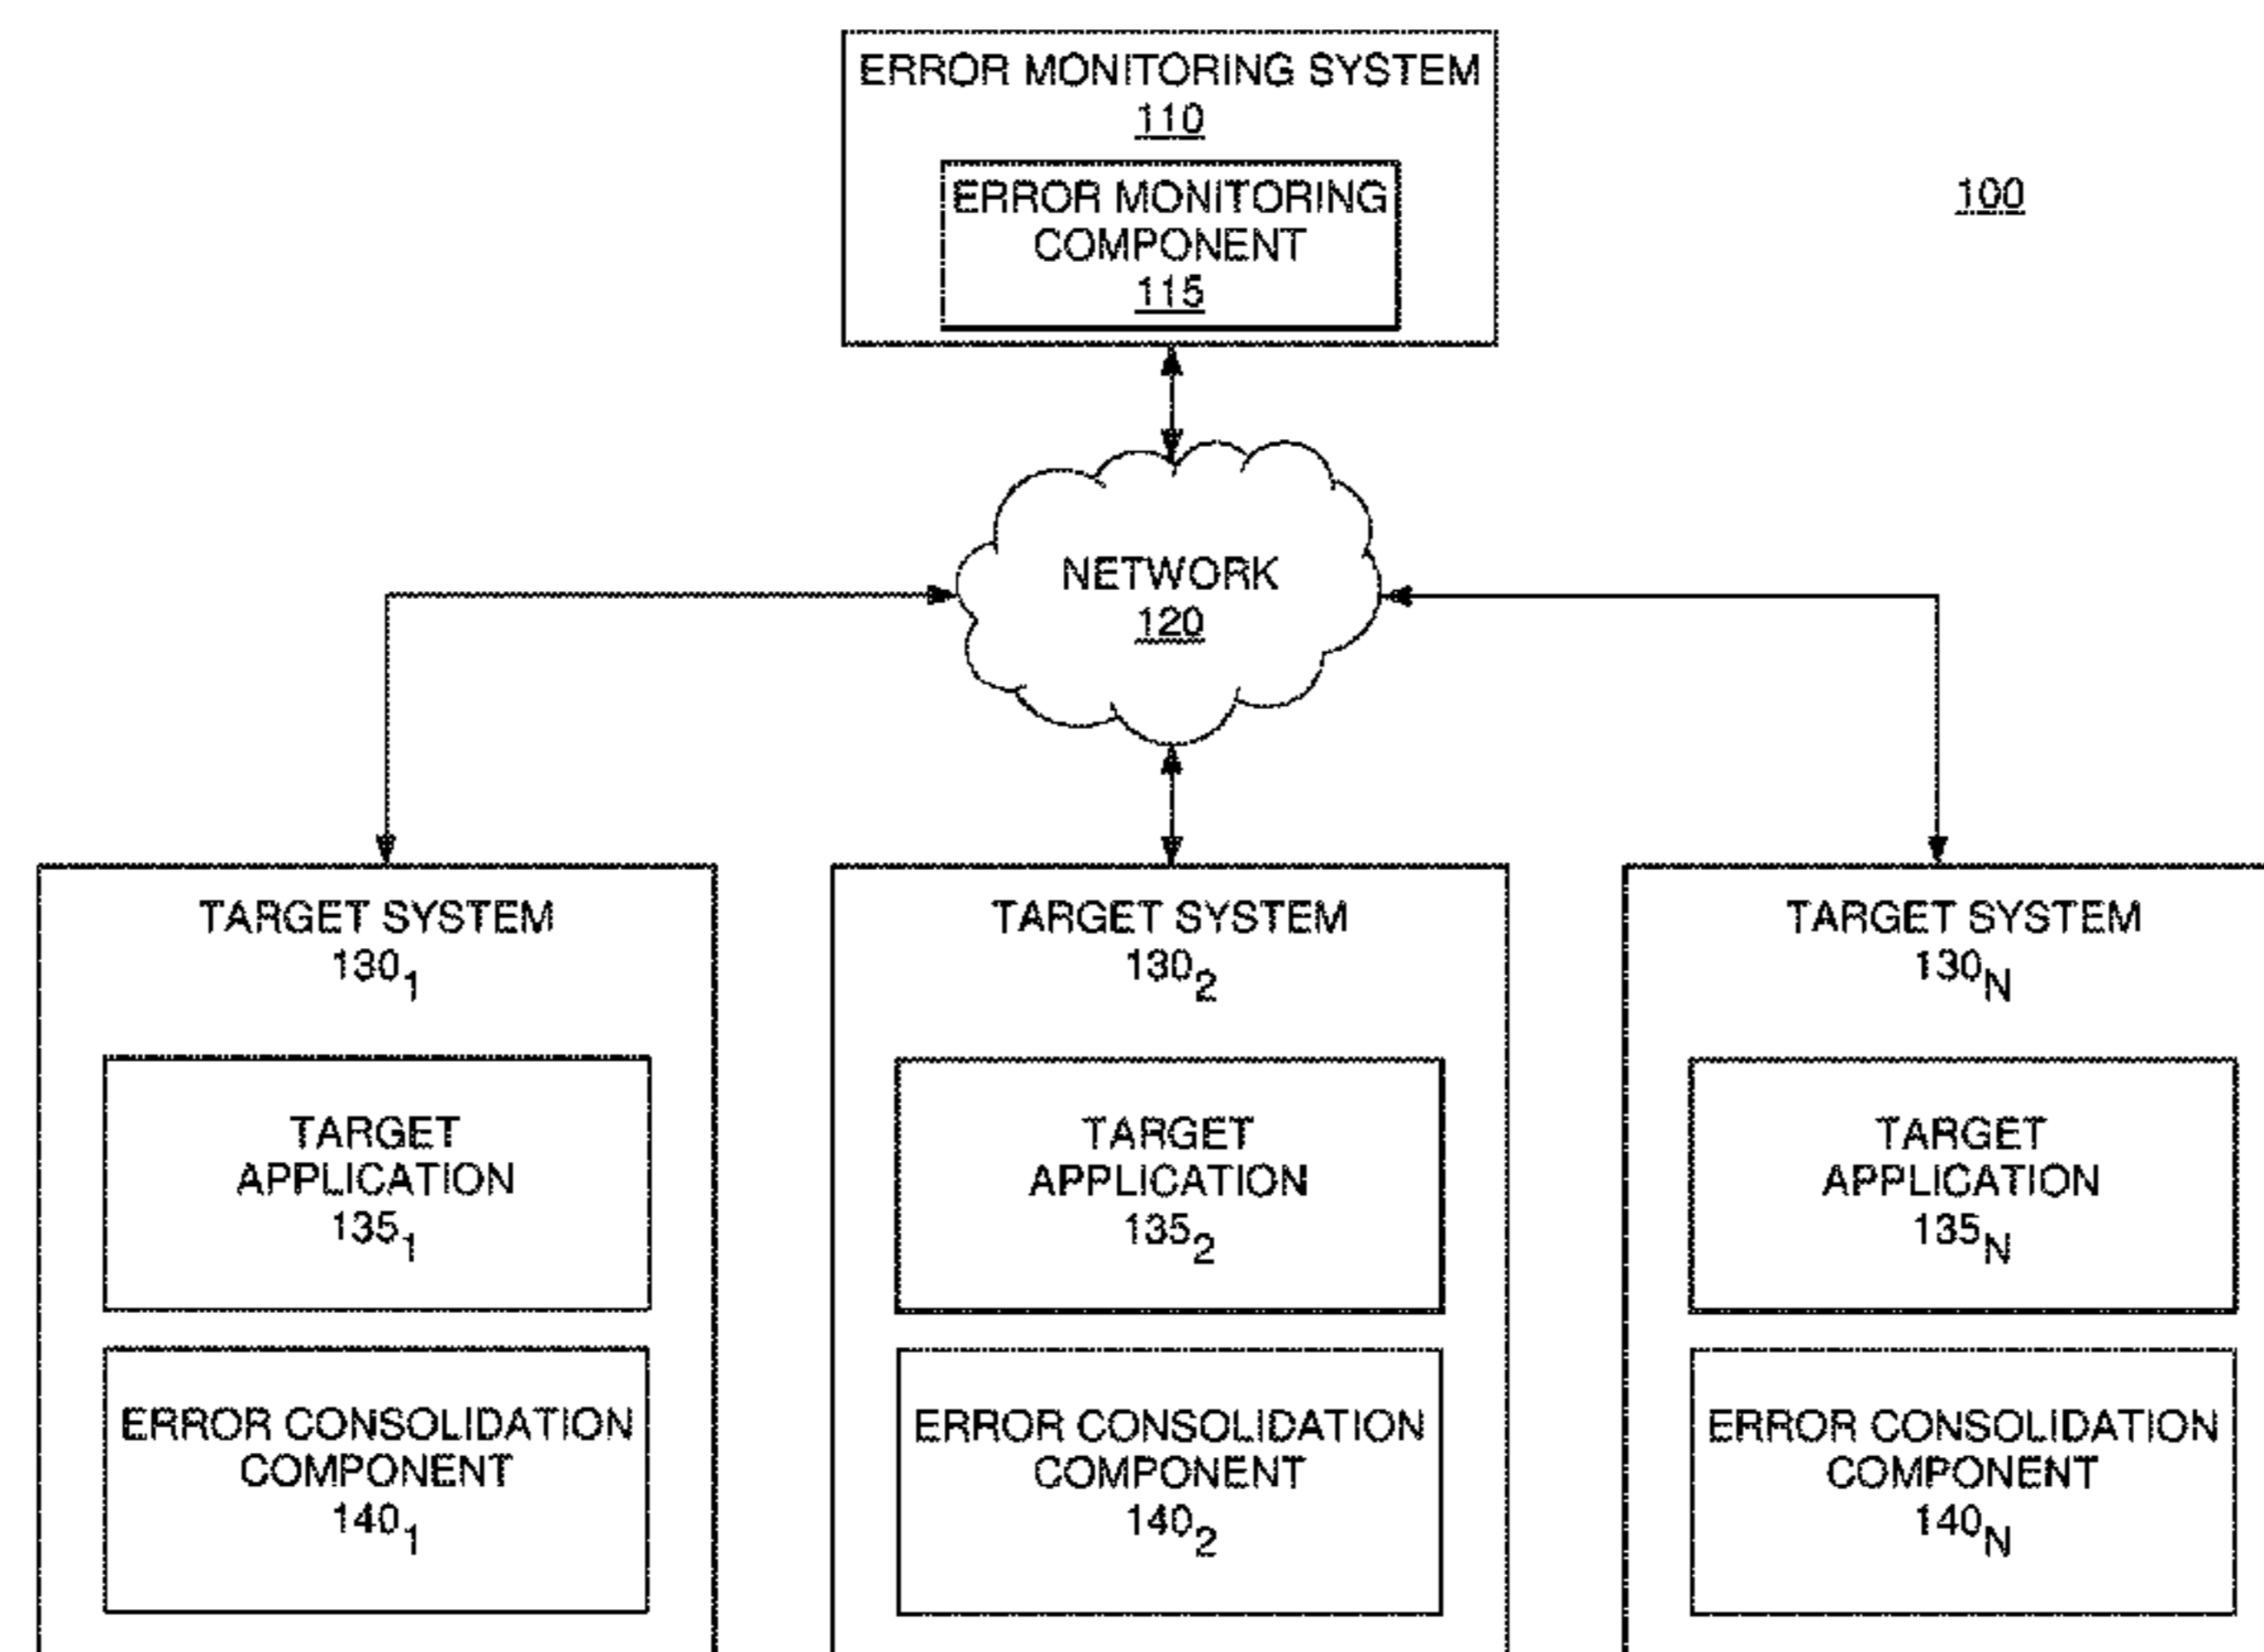 ERROR MONITORING SYSTEM
110
ERROR MONITORING
COMPONENT
115
100
NETWORK
120
TARGET SYSTEM
130₁
TARGET
APPLICATION
135₁
ERROR CONSOLIDATION
COMPONENT
140₁
TARGET SYSTEM
130₂
TARGET
APPLICATION
135₂
ERROR CONSOLIDATION
COMPONENT
140₂
TARGET SYSTEM
130N
TARGET
APPLICATION
135N
ERROR CONSOLIDATION
COMPONENT
140N